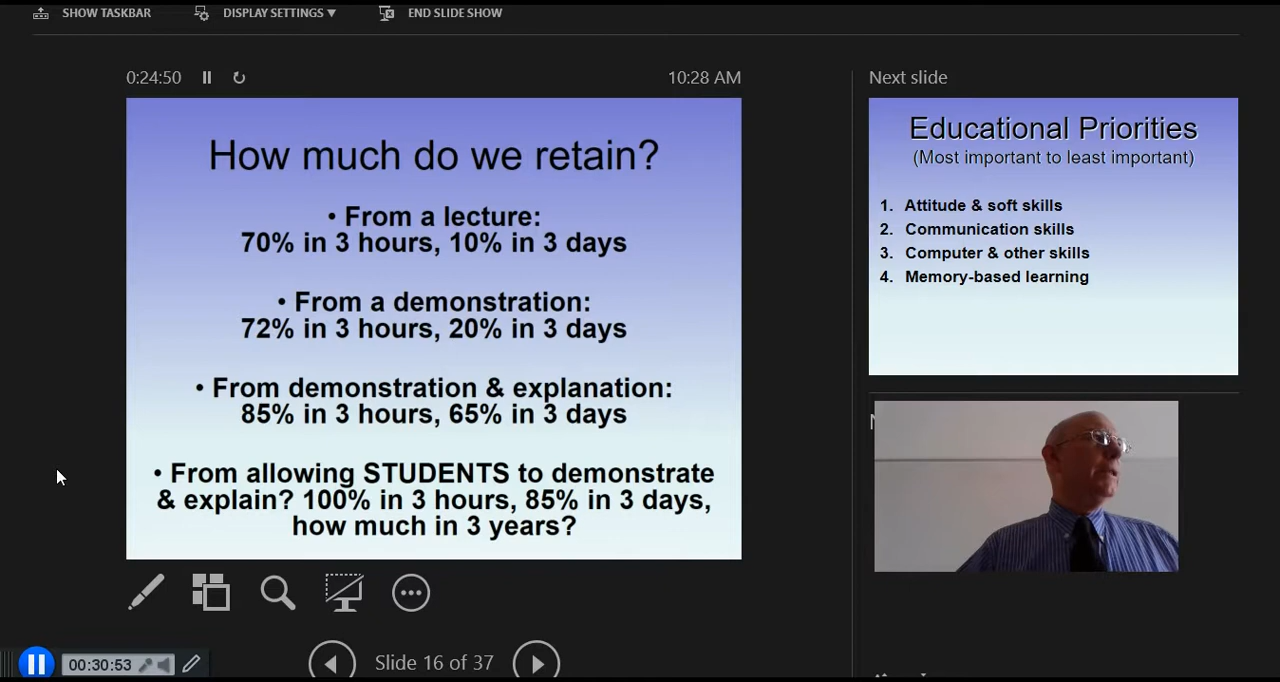 SHOW TASKBAR
DISPLAY SETTINGS ▼
END SLIDE SHOW
0:24:50
10:28 AM
How much do we retain?
• From a lecture:
70% in 3 hours, 10% in 3 days
• From a demonstration:
72% in 3 hours, 20% in 3 days
• From demonstration & explanation:
85% in 3 hours, 65% in 3 days
• From allowing STUDENTS to demonstrate
& explain? 100% in 3 hours, 85% in 3 days,
how much in 3 years?
Next slide
Educational Priorities
(Most important to least important)
1. Attitude & soft skills
2. Communication skills
3. Computer & other skills
4. Memory-based learning
00:30:53
Slide 16 of 37